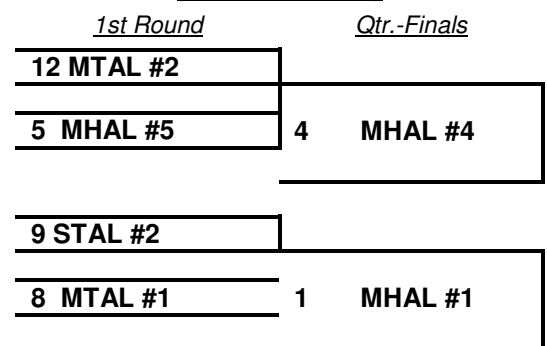 1st Round Qtr.-Finals
12 MTAL #2
5 MHAL #5 4 MHAL #4
9 STAL #2
8 MTAL #1 1 MHAL #1